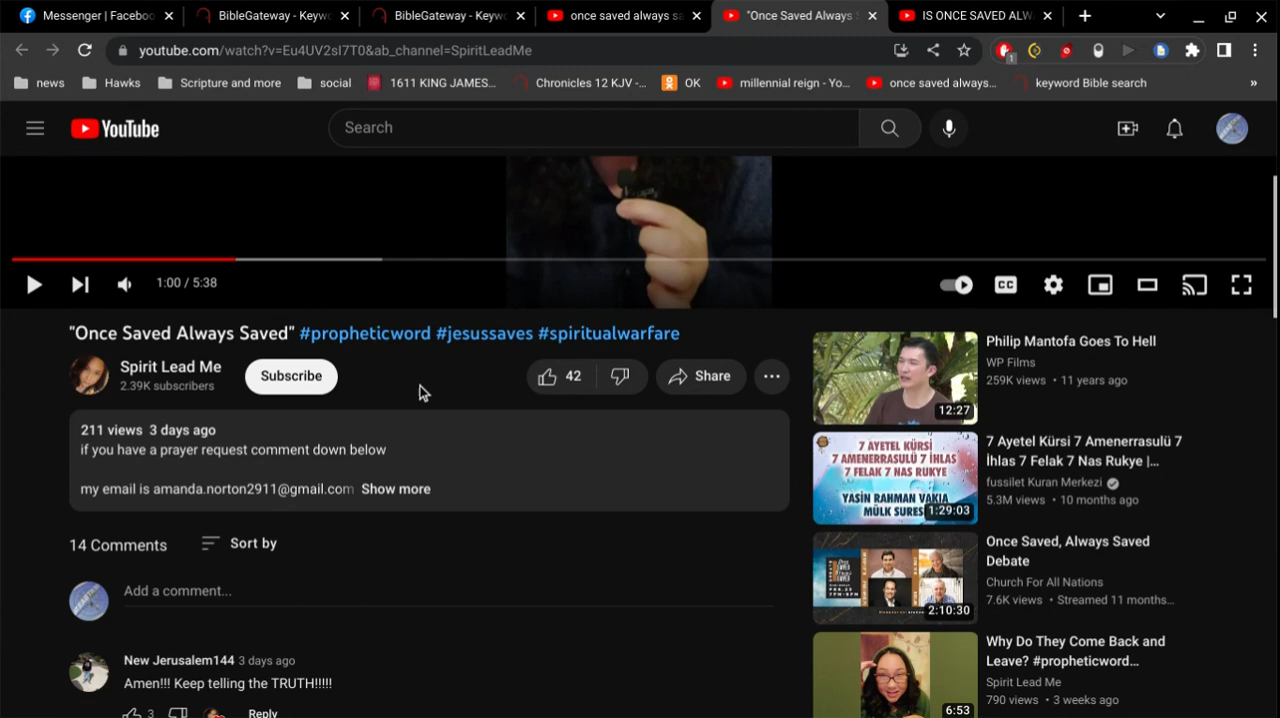 Messenger | Faceboo
BibleGateway - Keywo
BibleGateway - Keywo
once saved always sa
"Once Saved Always S
IS ONCE SAVED ALW
youtube.com/watch?v=Eu4UV2sI7T0&ab_channel=SpiritLeadMe
1
news
Hawks
Scripture and more
social
1611 KING JAMES...
Chronicles 12 KJV -...
OK
millennial reign - Yo...
once saved always...
keyword Bible search
»
YouTube
Search
1:00 / 5:38
CC
"Once Saved Always Saved" #propheticword #jesussaves #spiritualwarfare
Spirit Lead Me
2.39K subscribers
Subscribe
42
Share
211 views 3 days ago
if you have a prayer request comment down below
my email is amanda.norton2911@gmail.com Show more
14 Comments
Sort by
Add a comment...
New Jerusalem144 3 days ago
Amen!!! Keep telling the TRUTH!!!!!
3
Reply
12:27
Philip Mantofa Goes To Hell
WP Films
259K views • 11 years ago
7 AYETEL KÜRSİ
7 AMENERRASULÜ 7 İHLAS
7 FELAK 7 NAS RUKYE
YASİN RAHMAN VAKIA
MÜLK SURES
1:29:03
7 Ayetel Kürsi 7 Amenerrasulü 7
İhlas 7 Felak 7 Nas Rukye |...
fussilet Kuran Merkezi
5.3M views • 10 months ago
2:10:30
Once Saved, Always Saved
Debate
Church For All Nations
7.6K views • Streamed 11 months...
6:53
Why Do They Come Back and
Leave? #propheticword...
Spirit Lead Me
790 views • 3 weeks ago